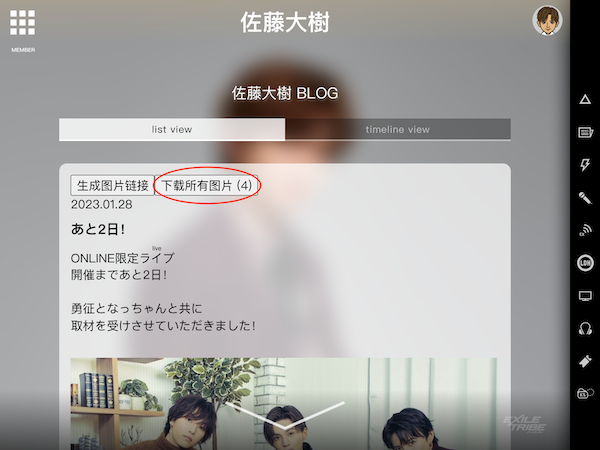 佐藤大樹
MEMBER
佐藤大樹 BLOG
list view
timeline view
生成图片链接 下载所有图片 (4)
2023.01.28
あと2日!
live
ONLINE限定ライブ
開催まであと2日!
勇征となっちゃんと共に
取材を受けさせていただきました!
LDH
EXILE
TRIBE